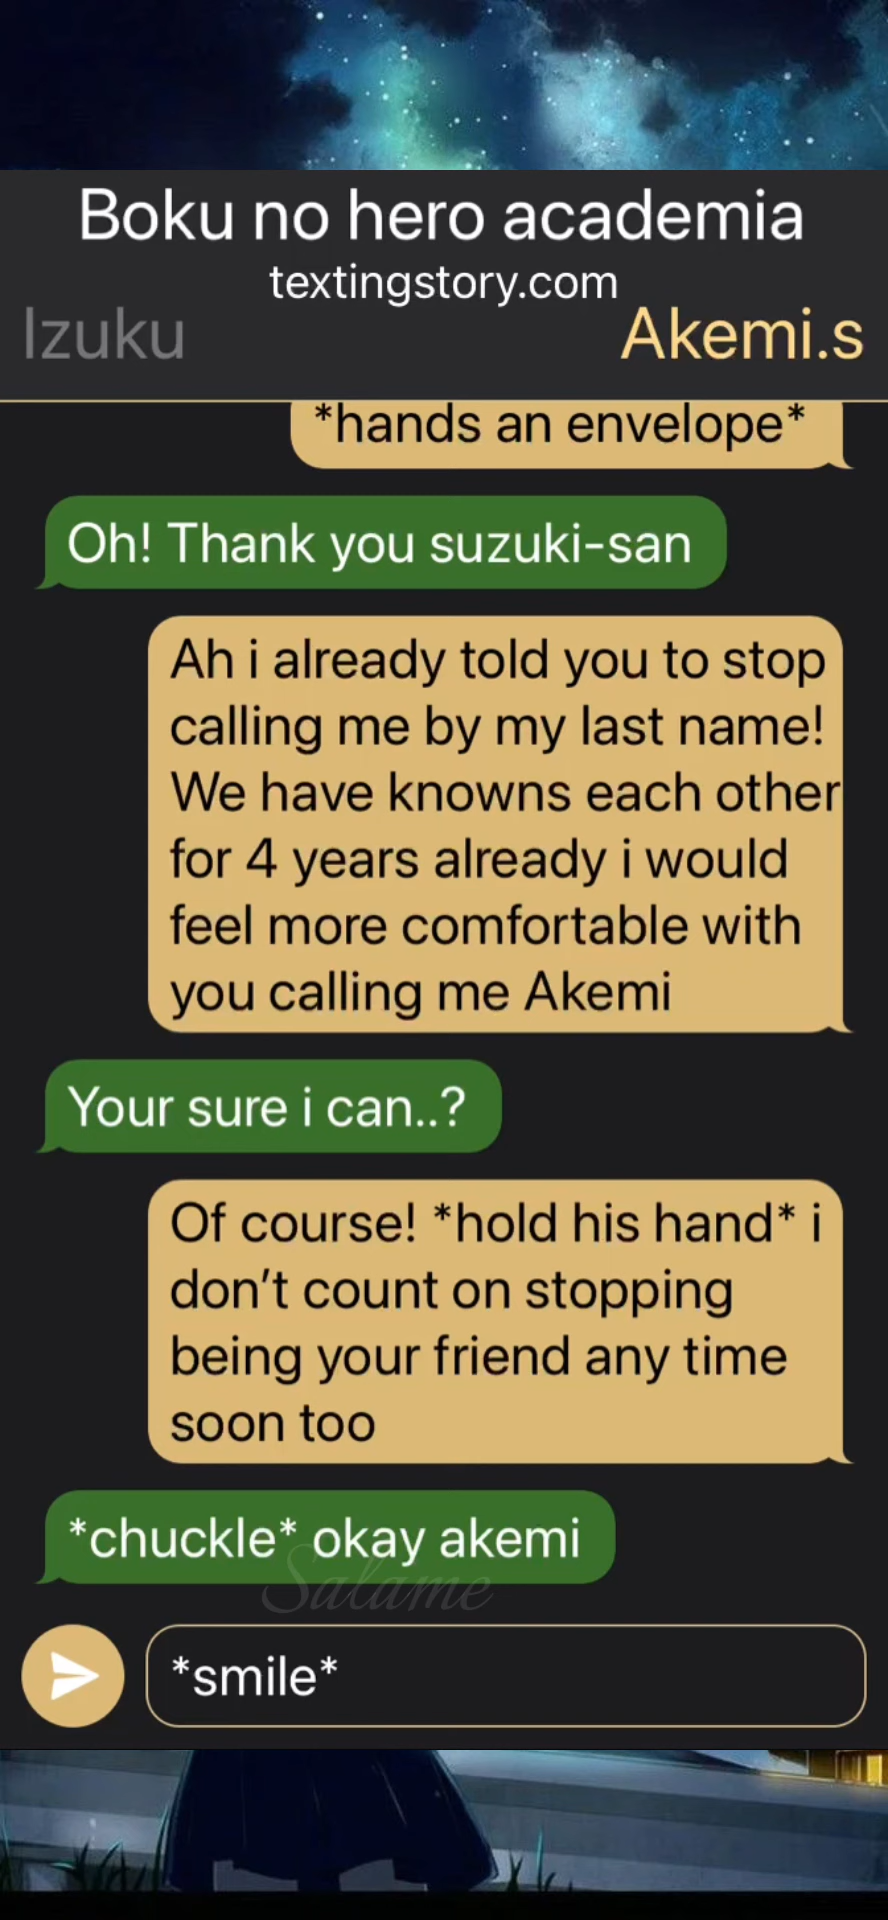 Boku no hero academia
textingstory.com
Izuku
Akemi.s
*hands an envelope*
Oh! Thank you suzuki-san
Ah i already told you to stop
calling me by my last name!
We have knowns each other
for 4 years already i would
feel more comfortable with
you calling me Akemi
Your sure i can..?
Of course! *hold his hand* i
don’t count on stopping
being your friend any time
soon too
*chuckle* okay akemi
Salame
*smile*